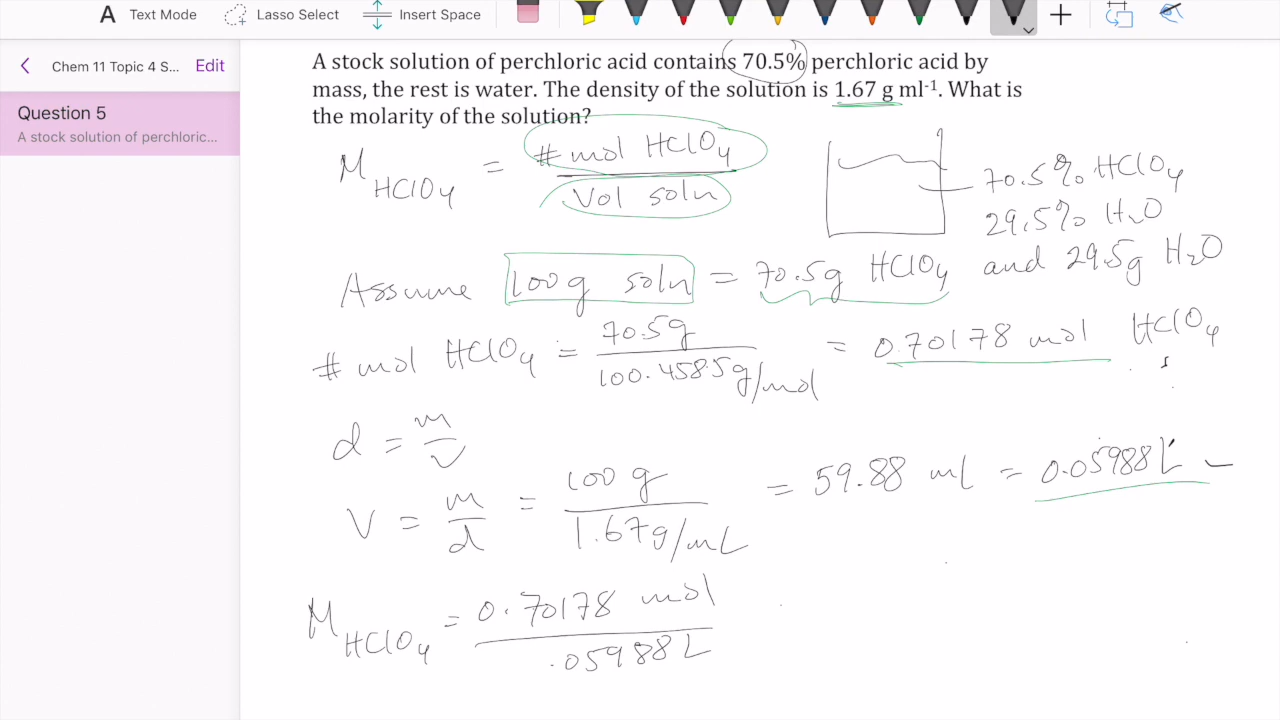 A Text Mode Lasso Select Insert Space
Chem 11 Topic 4 S... Edit
Question 5
A stock solution of perchloric...
A stock solution of perchloric acid contains 70.5% perchloric acid by
mass, the rest is water. The density of the solution is 1.67 g ml-1. What is
the molarity of the solution?
M HClO4 = # mol HClO4 / Vol soln
70.5% HClO4
29.5% H2O
Assume 100g soln = 70.5g HClO4 and 29.5g H2O
# mol HClO4 = 70.5g / 100.4585g/mol = 0.70178 mol HClO4
d = m/v
V = m/d = 100g / 1.67g/mL = 59.88 mL = 0.05988L
M HClO4 = 0.70178 mol / .05988L